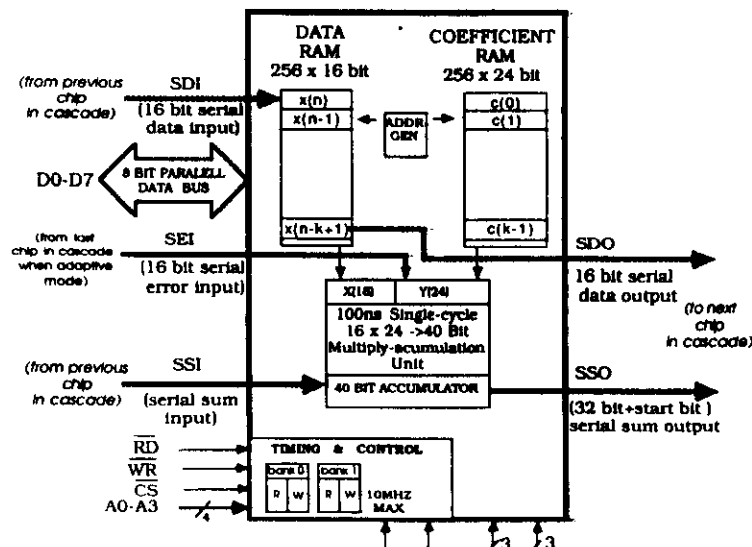 DATA
RAM
256 x 16 bit
COEFFICIENT
RAM
256 x 24 bit
(from previous
chip
in cascade)
SDI
(16 bit serial
data input)
x(n)
x(n-1)
ADDR
GEN
c(0)
c(1)
D0-D7
8 BIT PARALELL
DATA BUS
x(n-k+1)
c(k-1)
(from last
chip in cascade
when adaptive
mode)
SEI
(16 bit serial
error input)
SDO
16 bit serial
data output
X(16)
Y(24)
100ns Single-cycle
16 x 24 ->40 Bit
Multiply-acumulation
Unit
(to next
chip
in cascade)
(from previous
chip
in cascade)
SSI
(serial sum
input)
40 BIT ACCUMULATOR
SSO
(32 bit+start bit )
serial sum output
RD
WR
CS
A0-A3
4
TIMING & CONTROL
bank 0
bank 1
R W
R W
10MHZ
MAX
3
3